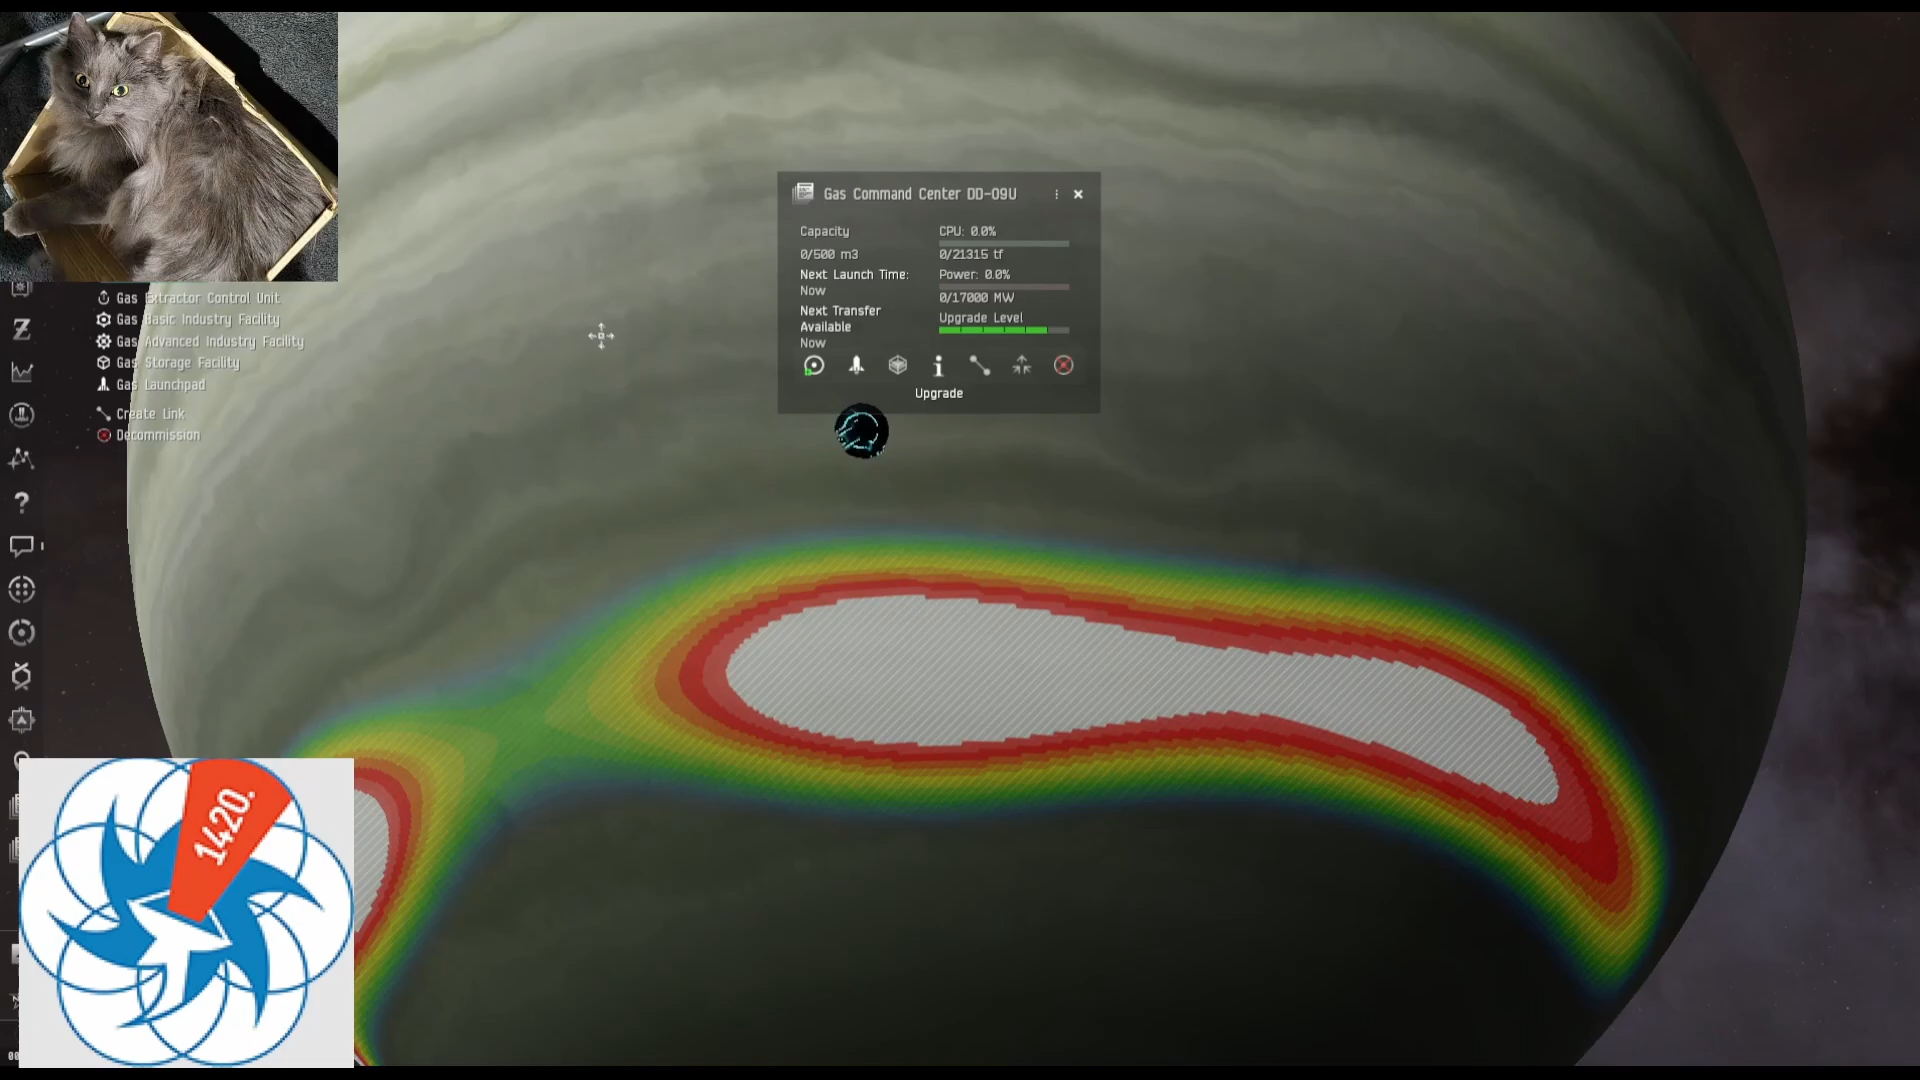 Gas Command Center DD-09U
Capacity
0/500 m3
Next Launch Time:
Now
Next Transfer
Available
Now
CPU: 0.0%
0/21315 tf
Power: 0.0%
0/17000 MW
Upgrade Level
Upgrade
Gas Extractor Control Unit
Gas Basic Industry Facility
Gas Advanced Industry Facility
Gas Storage Facility
Gas Launchpad
Create Link
Decommission
1420.